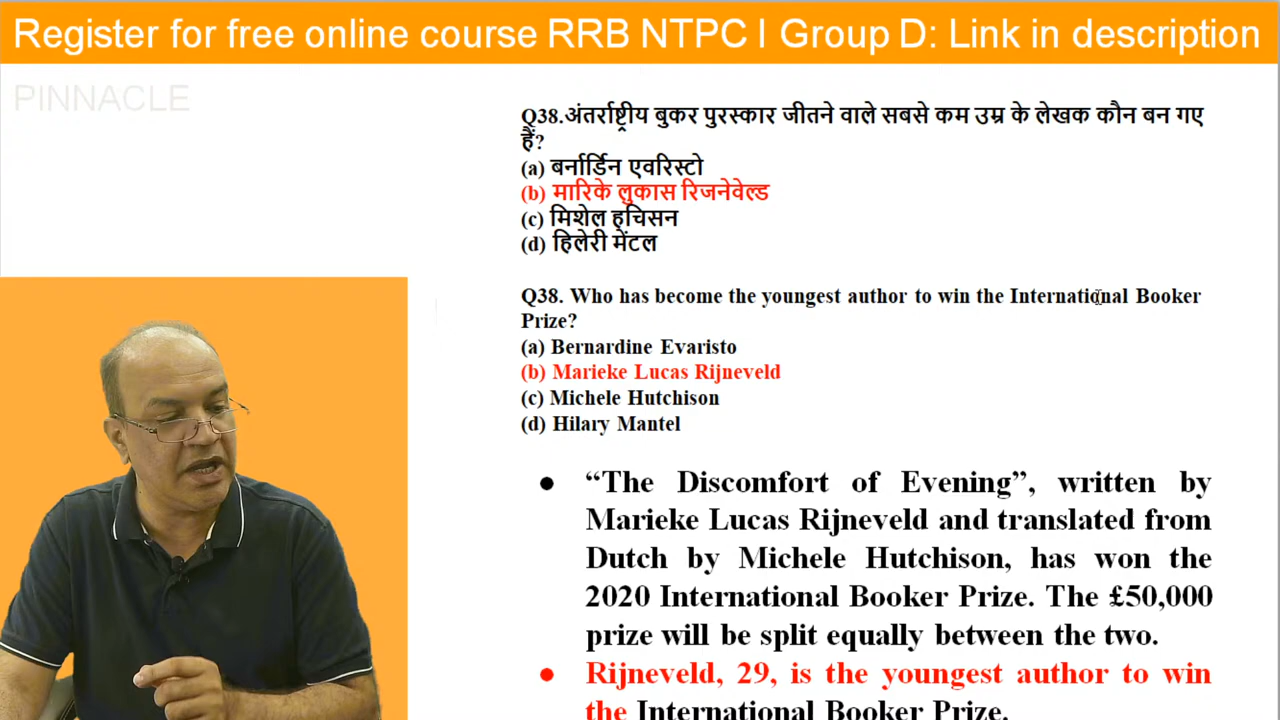 Register for free online course RRB NTPC I Group D: Link in description
PINNACLE
Q38.अंतर्राष्ट्रीय बुकर पुरस्कार जीतने वाले सबसे कम उम्र के लेखक कौन बन गए
हैं?
(a) बर्नार्डिन एवरिस्टो
(b) मारिके लुकास रिजनेवेल्ड
(c) मिशेल हचिसन
(d) हिलेरी मेंटल
Q38. Who has become the youngest author to win the International Booker
Prize?
(a) Bernardine Evaristo
(b) Marieke Lucas Rijneveld
(c) Michele Hutchison
(d) Hilary Mantel
● “The Discomfort of Evening”, written by
Marieke Lucas Rijneveld and translated from
Dutch by Michele Hutchison, has won the
2020 International Booker Prize. The £50,000
prize will be split equally between the two.
● Rijneveld, 29, is the youngest author to win
the International Booker Prize.